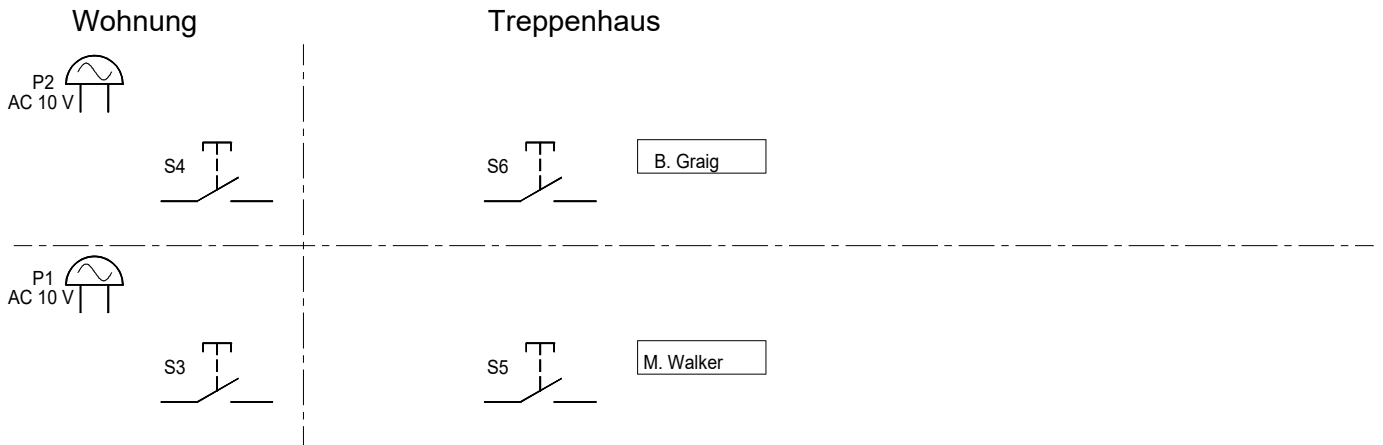 Wohnung
Treppenhaus
P2
AC 10 V
S4
S6
B. Graig
P1
AC 10 V
S3
S5
M. Walker